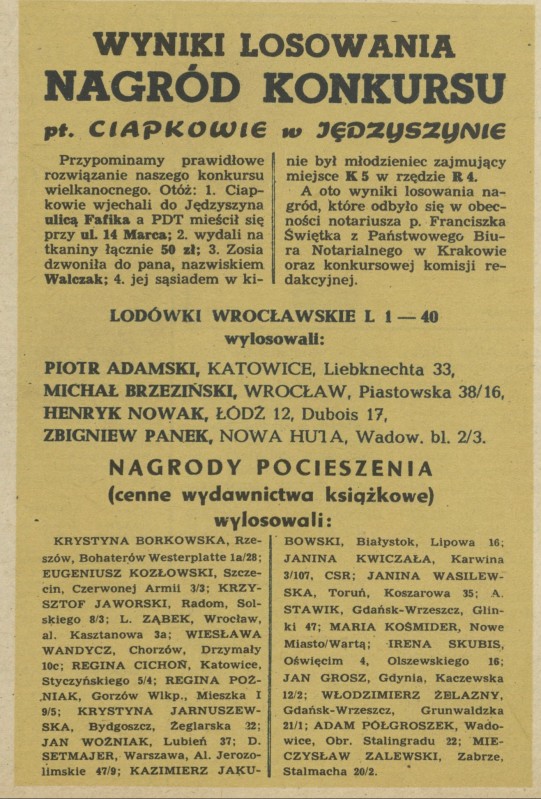 WYNIKI LOSOWANIA
NAGRÓD KONKURSU
pt. CIAPKOWIE w JĘDZYSZYNIE
Przypominamy prawidłowe
rozwiązanie naszego konkursu
wielkanocnego. Otóż: 1. Ciap-
kowie wjechali do Jędzyszyna
ulicą Fafika a PDT mieścił się
przy ul. 14 Marca; 2. wydali na
tkaniny łącznie 50 zł; 3. Zosia
dzwoniła do pana, nazwiskiem
Walczak; 4. jej sąsiadem w ki-
nie był młodzieniec zajmujący
miejsce K 5 w rzędzie R 4.
A oto wyniki losowania na-
gród, które odbyło się w obec-
ności notariusza p. Franciszka
Świętka z Państwowego Biu-
ra Notarialnego w Krakowie
oraz konkursowej komisji re-
dakcyjnej.
LODÓWKI WROCŁAWSKIE L 1 — 40
wylosowali:
PIOTR ADAMSKI, KATOWICE, Liebknechta 33,
MICHAŁ BRZEZIŃSKI, WROCŁAW, Piastowska 38/16,
HENRYK NOWAK, ŁÓDŹ 12, Dubois 17,
ZBIGNIEW PANEK, NOWA HUTA, Wadow. bl. 2/3.
NAGRODY POCIESZENIA
(cenne wydawnictwa książkowe)
wylosowali:
KRYSTYNA BORKOWSKA, Rze-
szów, Bohaterów Westerplatte 1a/28;
EUGENIUSZ KOZŁOWSKI, Szcze-
cin, Czerwonej Armii 3/3; KRZY-
SZTOF JAWORSKI, Radom, Sol-
skiego 8/3; L. ZĄBEK, Wrocław,
al. Kasztanowa 3a; WIESŁAWA
WANDYCZ, Chorzów, Drzymały
10c; REGINA CICHOŃ, Katowice,
Styczyńskiego 5/4; REGINA POŹ-
NIAK, Gorzów Wlkp., Mieszka I
9/5; KRYSTYNA JARNUSZEW-
SKA, Bydgoszcz, Żeglarska 32;
JAN WOŹNIAK, Lubień 37; D.
SETMAJER, Warszawa, Al. Jerozo-
limskie 47/9; KAZIMIERZ JAKU-
BOWSKI, Białystok, Lipowa 16;
JANINA KWICZAŁA, Karwina
3/107, CSR; JANINA WASILEW-
SKA, Toruń, Koszarowa 35; A.
STAWIK, Gdańsk-Wrzeszcz, Glin-
ki 47; MARIA KOŚMIDER, Nowe
Miasto/Wartą; IRENA SKUBIS,
Oświęcim 4, Olszewskiego 16;
JAN GROSZ, Gdynia, Kaczewska
12/2; WŁODZIMIERZ ŻELAZNY,
Gdańsk-Wrzeszcz, Grunwaldzka
21/1; ADAM PÓŁGROSZEK, Wado-
wice, Obr. Stalingradu 22; MIE-
CZYSŁAW ZALEWSKI, Zabrze,
Stalmacha 20/2.